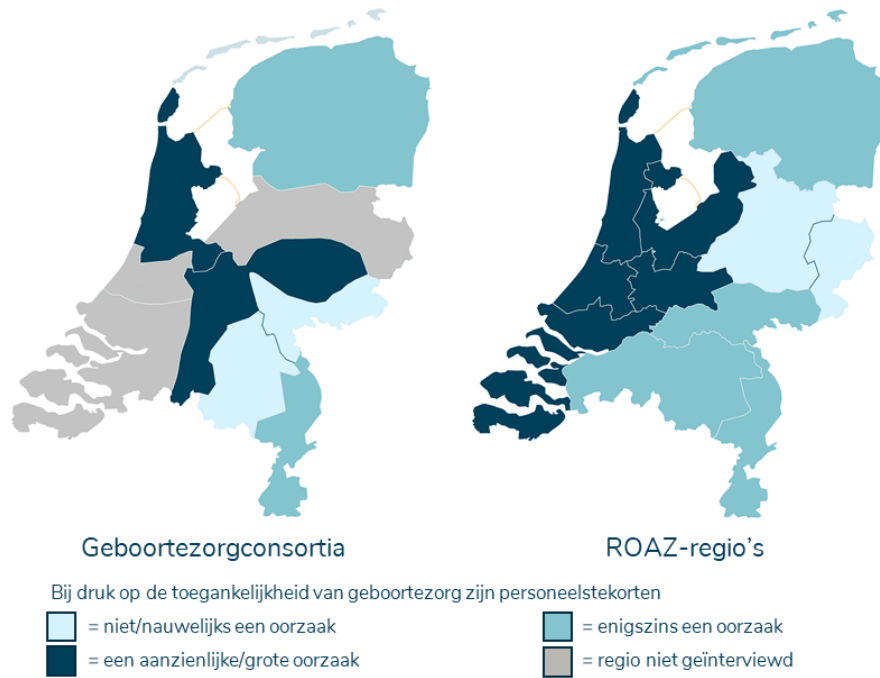 Geboortezorgconsortia
ROAZ-regio's
Bij druk op de toegankelijkheid van geboortezorg zijn personeelstekorten
= niet/nauwelijks een oorzaak
= enigszins een oorzaak
= een aanzienlijke/grote oorzaak
= regio niet geïnterviewd